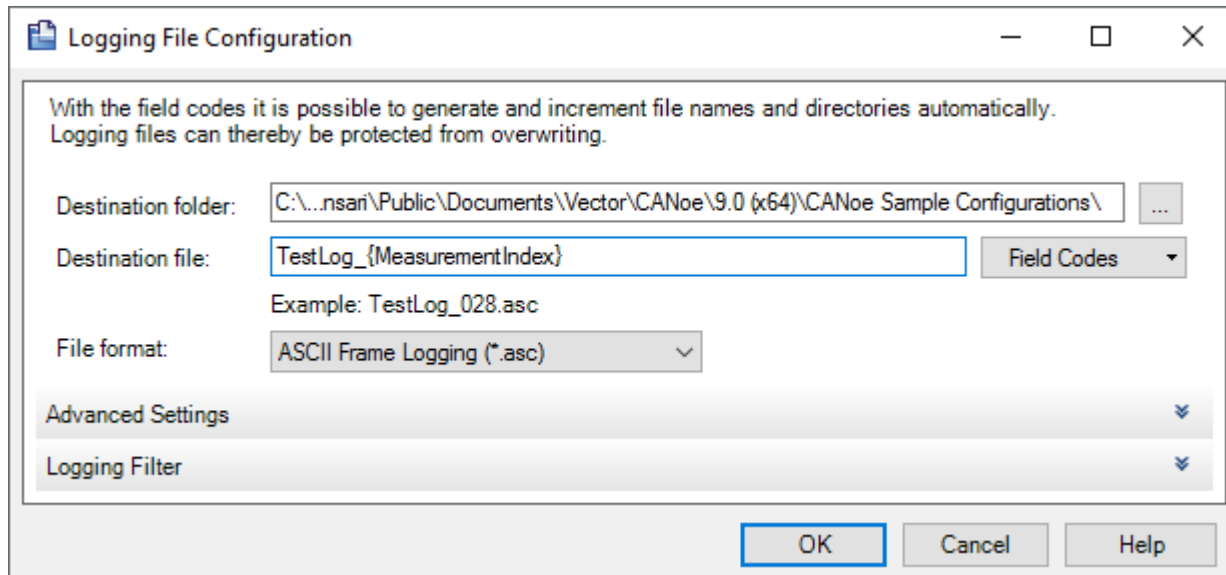 Logging File Configuration
With the field codes it is possible to generate and increment file names and directories automatically.
Logging files can thereby be protected from overwriting.
Destination folder: C:\...nsari\Public\Documents\Vector\CANoe\9.0 (x64)\CANoe Sample Configurations\ ...
Destination file: TestLog_{MeasurementIndex} Field Codes
Example: TestLog_028.asc
File format: ASCII Frame Logging (*.asc)
Advanced Settings
Logging Filter
OK Cancel Help